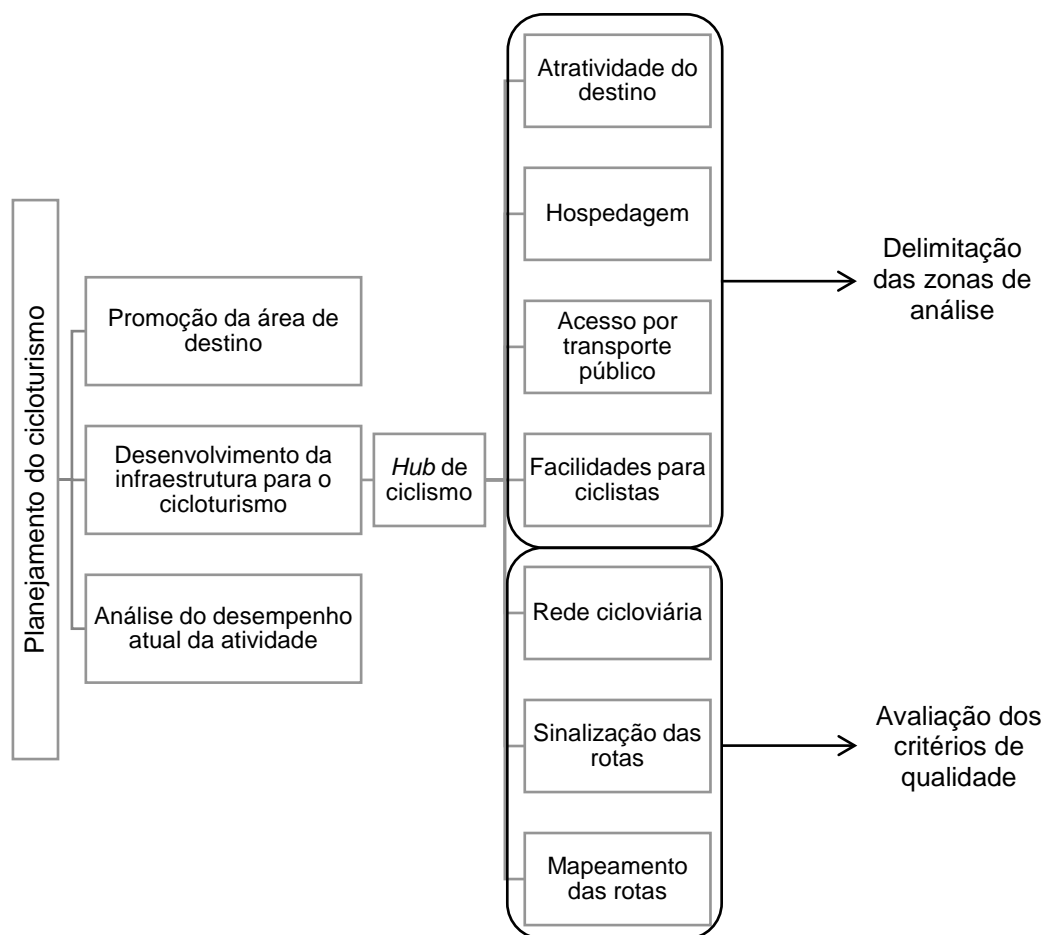 Planejamento do cicloturismo
Promoção da área de
destino
Desenvolvimento da
infraestrutura para o
cicloturismo
Análise do desempenho
atual da atividade
Hub de
ciclismo
Atratividade do
destino
Hospedagem
Acesso por
transporte
público
Facilidades para
ciclistas
Rede cicloviária
Sinalização das
rotas
Mapeamento
das rotas
Delimitação
das zonas de
análise
Avaliação dos
critérios de
qualidade